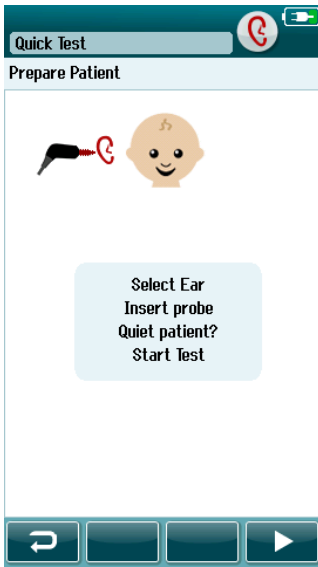 Quick Test
Prepare Patient
Select Ear
Insert probe
Quiet patient?
Start Test